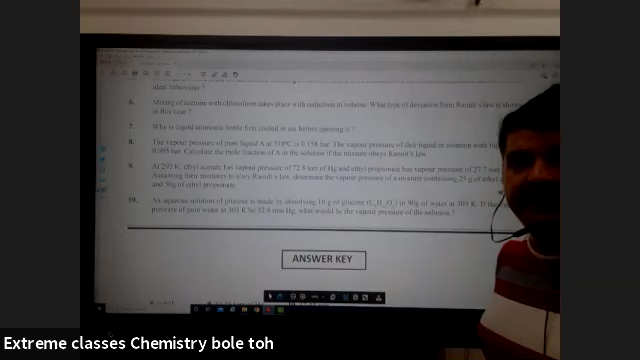 ideal behaviour ?
6. Mixing of acetone with chloroform takes place with reduction in volume. What type of deviation from Raoult's law is shown
in this case ?
7. Why is liquid ammonia bottle first cooled in ice before opening it ?
8. The vapour pressure of pure liquid A at 310°C is 0.158 bar. The vapour pressure of this liquid in solution with
0.095 bar. Calculate the mole fraction of A in the solution if the mixture obeys Raoult's law.
9. At 293 K, ethyl acetate has vapour pressure of 72.8 torr of Hg and ethyl propionate has vapour pressure of 27.7 torr
Assuming their mixtures to obey Raoult's law, determine the vapour pressure of a mixture containing 25 g of ethyl
and 50g of ethyl propionate
10. An aqueous solution of glucose is made by dissolving 10 g of glucose (C6H12O6) in 90g of water at 303 K. If the
pressure of pure water at 303 K be 32.8 mm Hg, what would be the vapour pressure of the solution ?
ANSWER KEY
Extreme classes Chemistry bole toh